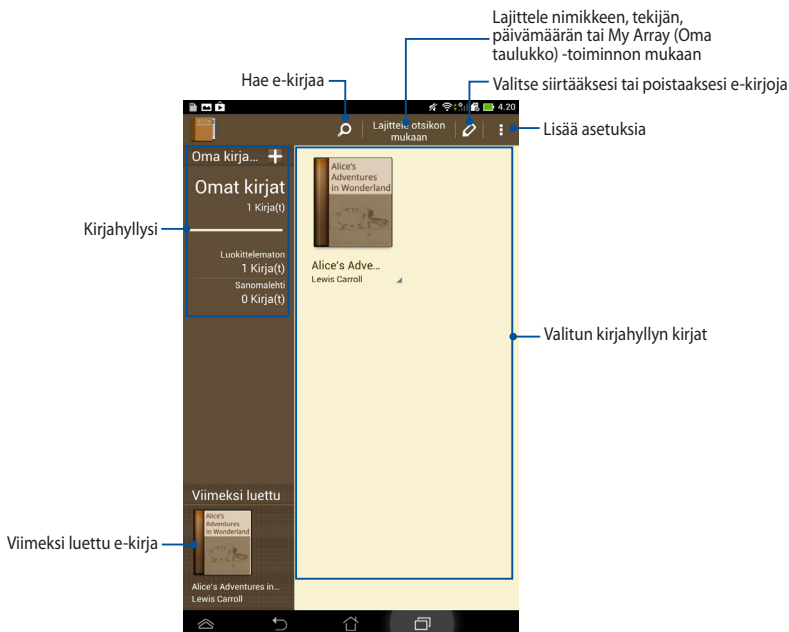 Lajittele nimikkeen, tekijän,
päivämäärän tai My Array (Oma
taulukko) -toiminnon mukaan
Hae e-kirjaa
Valitse siirtääksesi tai poistaaksesi e-kirjoja
4.20
Lajittele otsikon
mukaan
Lisää asetuksia
Oma kirja...
Omat kirjat
1 Kirja(t)
Kirjahyllysi
Luokittelematon
1 Kirja(t)
Sanomalehti
0 Kirja(t)
Alice's
Adventures
in Wonderland
Alice's Adve...
Lewis Carroll
Valitun kirjahyllyn kirjat
Viimeksi luettu
Alice's
Adventures
in Wonderland
Viimeksi luettu e-kirja
Alice's Adventures in...
Lewis Carroll